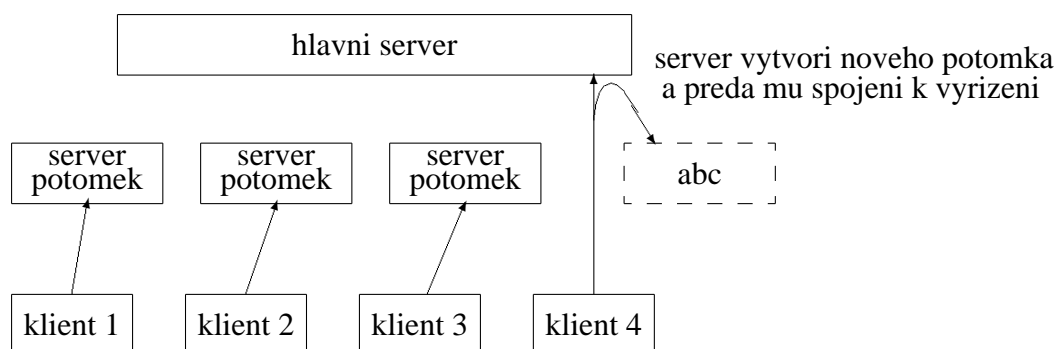 hlavni server
server vytvori noveho potomka
a preda mu spojeni k vyrizeni
server
potomek
server
potomek
server
potomek
abc
klient 1
klient 2
klient 3
klient 4